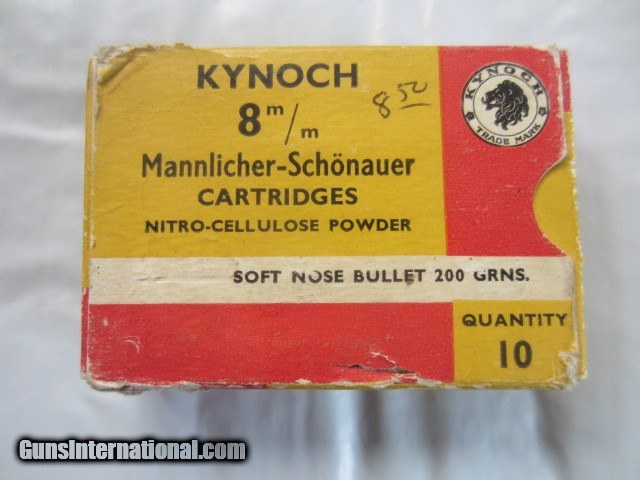 KYNOCH
8 m/m
Mannlicher-Schönauer
CARTRIDGES
NITRO-CELLULOSE POWDER
8 50
KYNOCH
TRADE MARK
SOFT NOSE BULLET 200 GRNS.
QUANTITY
10
GunsInternational.com